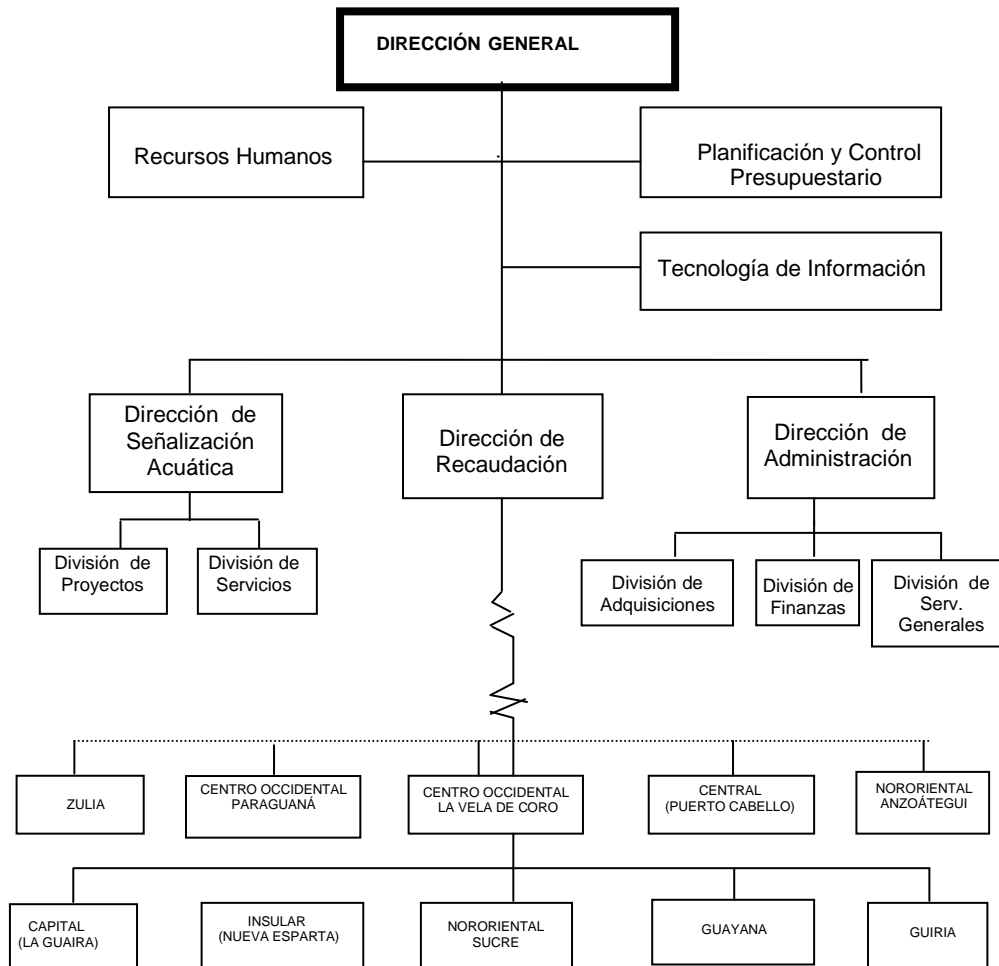 DIRECCIÓN GENERAL
Recursos Humanos
Planificación y Control
Presupuestario
Tecnología de Información
Dirección de
Señalización
Acuática
Dirección de
Recaudación
Dirección de
Administración
División de
Proyectos
División de
Servicios
División de
Adquisiciones
División de
Finanzas
División de
Serv.
Generales
ZULIA
CENTRO OCCIDENTAL
PARAGUANÁ
CENTRO OCCIDENTAL
LA VELA DE CORO
CENTRAL
(PUERTO CABELLO)
NORORIENTAL
ANZOÁTEGUI
CAPITAL
(LA GUAIRA)
INSULAR
(NUEVA ESPARTA)
NORORIENTAL
SUCRE
GUAYANA
GUIRIA